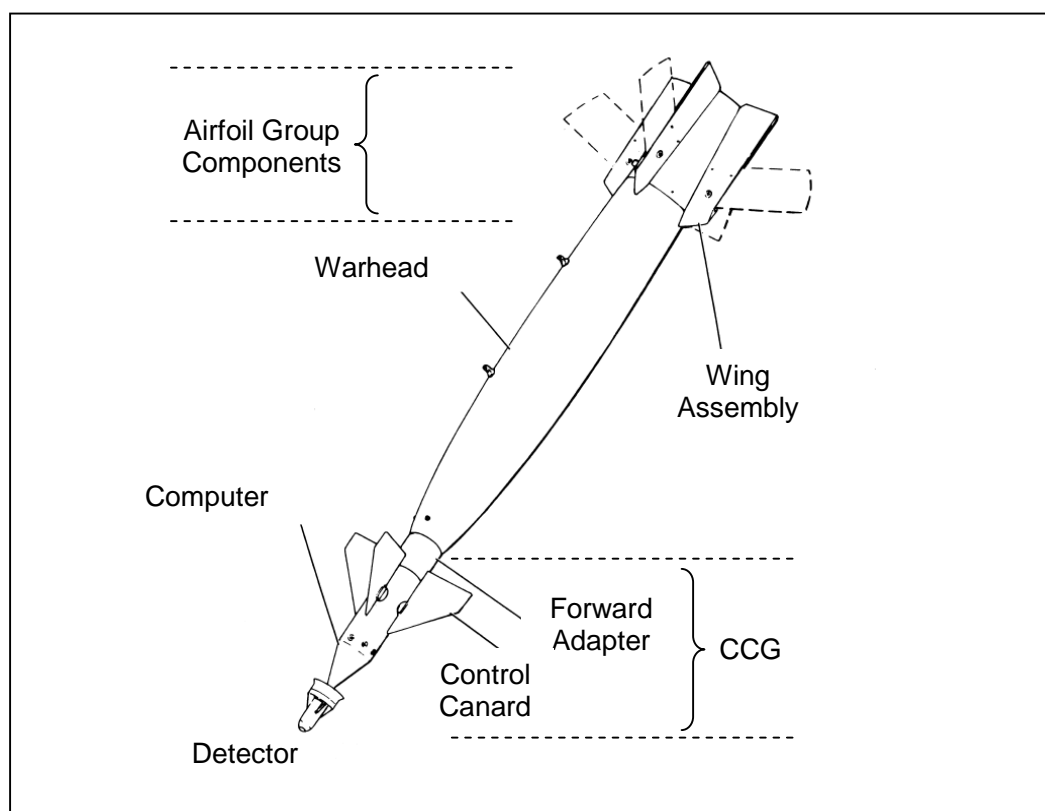 Airfoil Group
Components
Warhead
Wing
Assembly
Computer
Forward
Adapter
CCG
Control
Canard
Detector